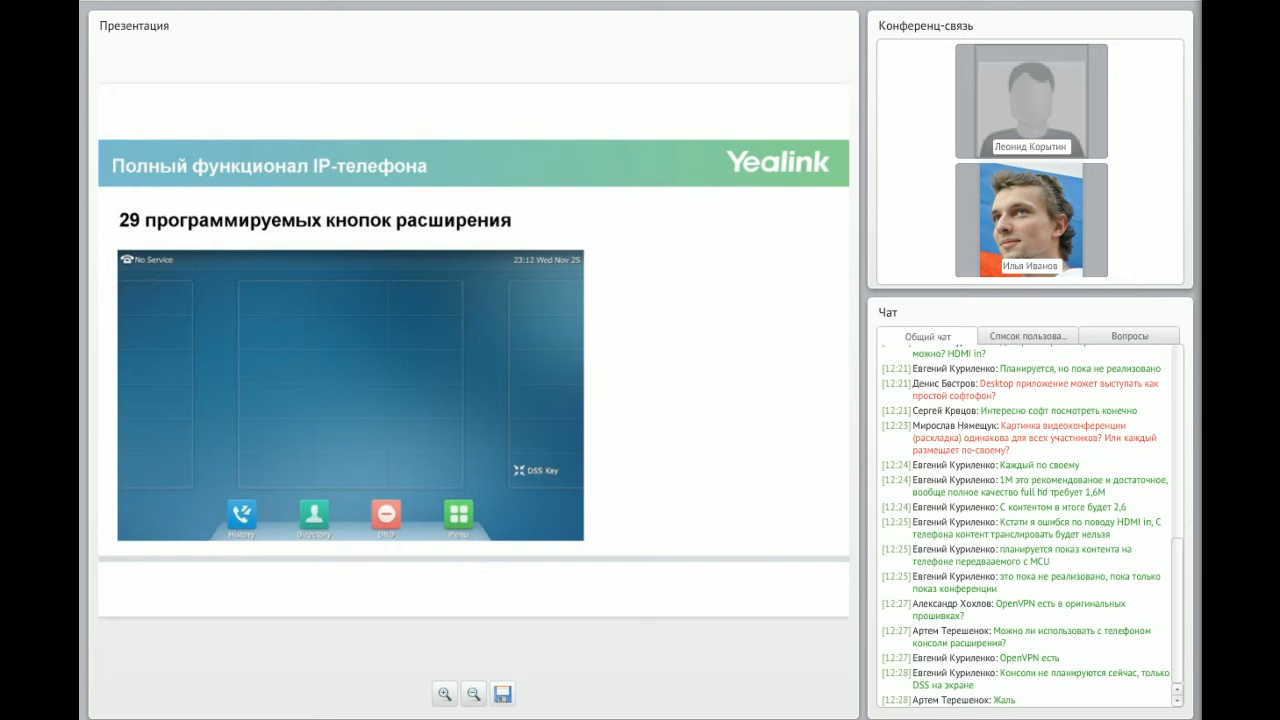 Презентация
Полный функционал IP-телефона
Yealink
29 программируемых кнопок расширения
No Service
23:12 Wed Nov 25
DSS Key
History
Directory
DND
Menu
Конференц-связь
Леонид Корытин
Илья Иванов
Чат
Общий чат
Список пользова...
Вопросы
можно? HDMI in?
[12:21] Евгений Куриленко: Планируется, но пока не реализовано
[12:21] Денис Бвстров: Desktop приложение может выступать как
простой софтофон?
[12:21] Сергей Крвцов: Интересно софт посмотреть конечно
[12:23] Мирослав Нямещук: Картинка видеоконференции
(раскладка) одинакова для всех участников? Или каждый
размещает по-своему?
[12:24] Евгений Куриленко: Каждый по своему
[12:24] Евгений Куриленко: 1М это рекомендованое и достаточное,
вообще полное качество full hd требует 1,6М
[12:24] Евгений Куриленко: С контентом в итоге будет 2,6
[12:25] Евгений Куриленко: Кстати я ошибся по поводу HDMI in, С
телефона контент транслировать будет нельзя
[12:25] Евгений Куриленко: планируется показ контента на
телефоне передвааемого с MCU
[12:25] Евгений Куриленко: это пока не реализовано, пока только
показ конференции
[12:27] Александр Хохлов: OpenVPN есть в оригинальных
прошивках?
[12:27] Артем Терешенок: Можно ли использовать с телефоном
консоли расширения?
[12:27] Евгений Куриленко: OpenVPN есть
[12:28] Евгений Куриленко: Консоли не планируются сейчас, только
DSS на экране
[12:28] Артем Терешенок: Жаль